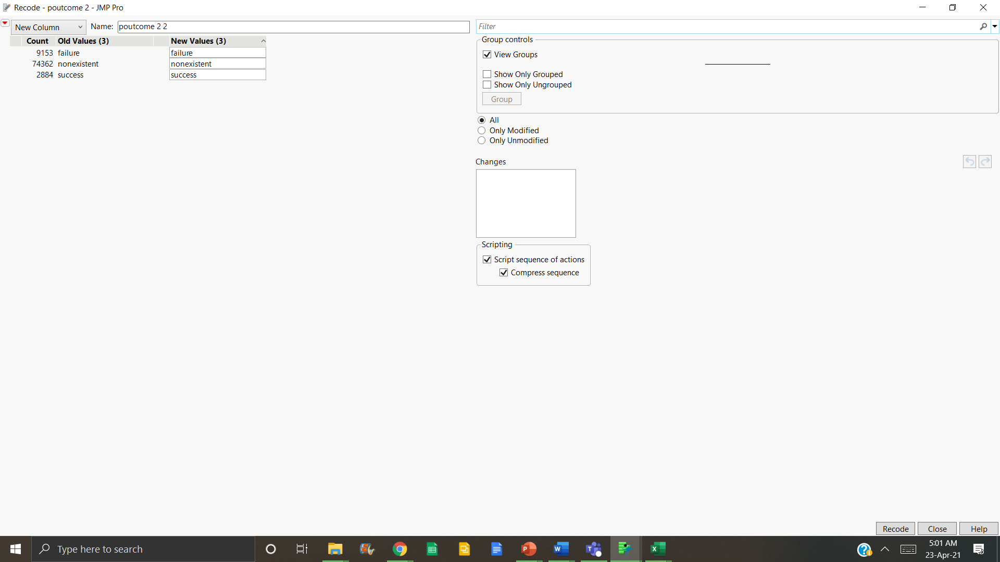 Recode - poutcome 2 - JMP Pro
New Column
Name:
poutcome 2 2
Filter
Count Old Values (3) New Values (3)
9153 failure failure
74362 nonexistent nonexistent
2884 success success
Group controls
View Groups
Show Only Grouped
Show Only Ungrouped
Group
All
Only Modified
Only Unmodified
Changes
Scripting
Script sequence of actions
Compress sequence
Recode Close Help
Type here to search
5:01 AM
23-Apr-21